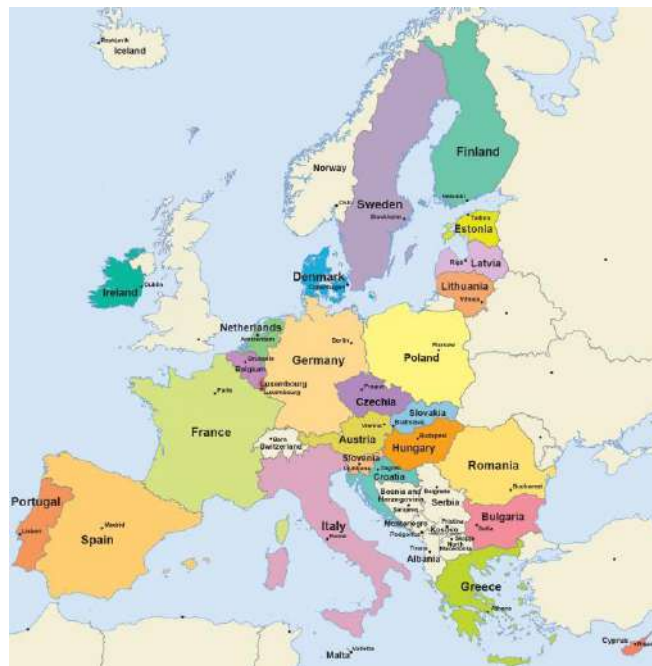 Reykjavik
Iceland
Finland
Norway
Helsinki
Oslo
Sweden
Stockholm
Tallinn
Estonia
Riga
Latvia
Denmark
Copenhagen
Lithuania
Vilnius
Dublin
Ireland
Netherlands
Amsterdam
Berlin
Germany
Warsaw
Poland
Brussels
Belgium
Luxembourg
Luxembourg
Prague
Czechia
Paris
France
Slovakia
Bratislava
Vienna
Austria
Budapest
Hungary
Bern
Switzerland
Slovenia
Ljubljana
Zagreb
Croatia
Romania
Bucharest
Bosnia and
Herzegovina
Sarajevo
Belgrade
Serbia
Portugal
Lisbon
Madrid
Spain
Italy
Rome
Montenegro
Podgorica
Pristina
Kosovo
Bulgaria
Sofia
Skopje
North
Macedonia
Tirana
Albania
Greece
Athens
Malta
Valletta
Cyprus